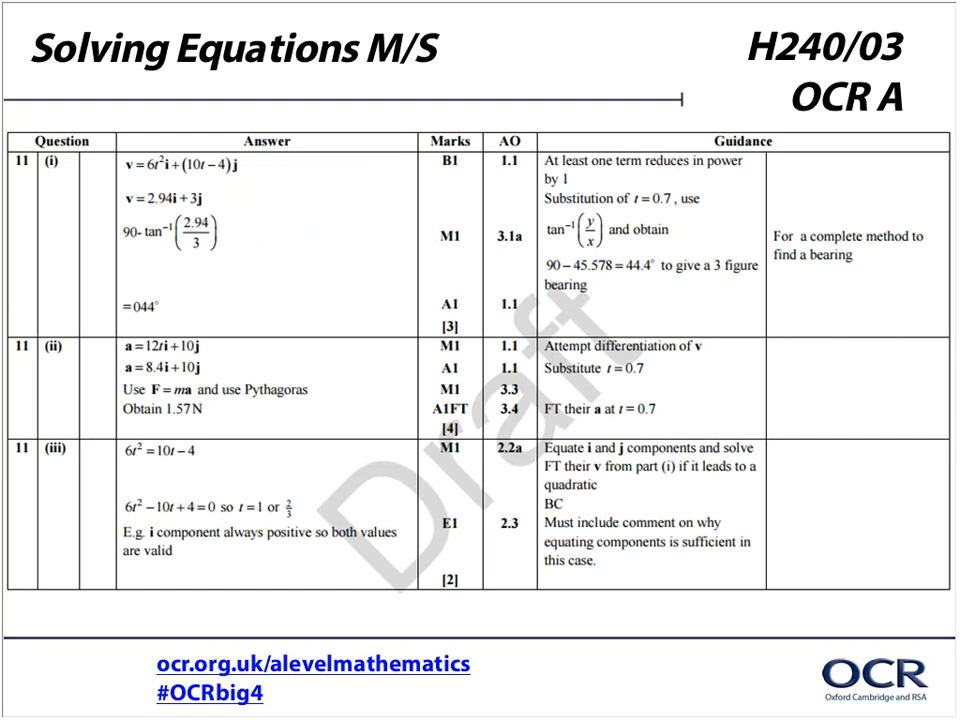 Solving Equations M/S
H240/03
OCR A
Question Answer Marks AO Guidance
11 (i) v = 6t²i + (10t − 4)j B1 1.1 At least one term reduces in power
by 1
v = 2.94i + 3j Substitution of t = 0.7 , use
90- tan⁻¹(2.94/3) M1 3.1a tan⁻¹(y/x) and obtain For a complete method to
find a bearing
90 − 45.578 = 44.4° to give a 3 figure
bearing
= 044° A1 1.1
[3]
11 (ii) a = 12ti + 10j M1 1.1 Attempt differentiation of v
a = 8.4i + 10j A1 1.1 Substitute t = 0.7
Use F = ma and use Pythagoras M1 3.3
Obtain 1.57 N A1FT 3.4 FT their a at t = 0.7
[4]
11 (iii) 6t² = 10t − 4 M1 2.2a Equate i and j components and solve
FT their v from part (i) if it leads to a
quadratic
6t² − 10t + 4 = 0 so t = 1 or 2/3 BC
E.g. i component always positive so both values E1 2.3 Must include comment on why
are valid equating components is sufficient in
this case.
[2]
Draft
ocr.org.uk/alevelmathematics
#OCRbig4
OCR
Oxford Cambridge and RSA